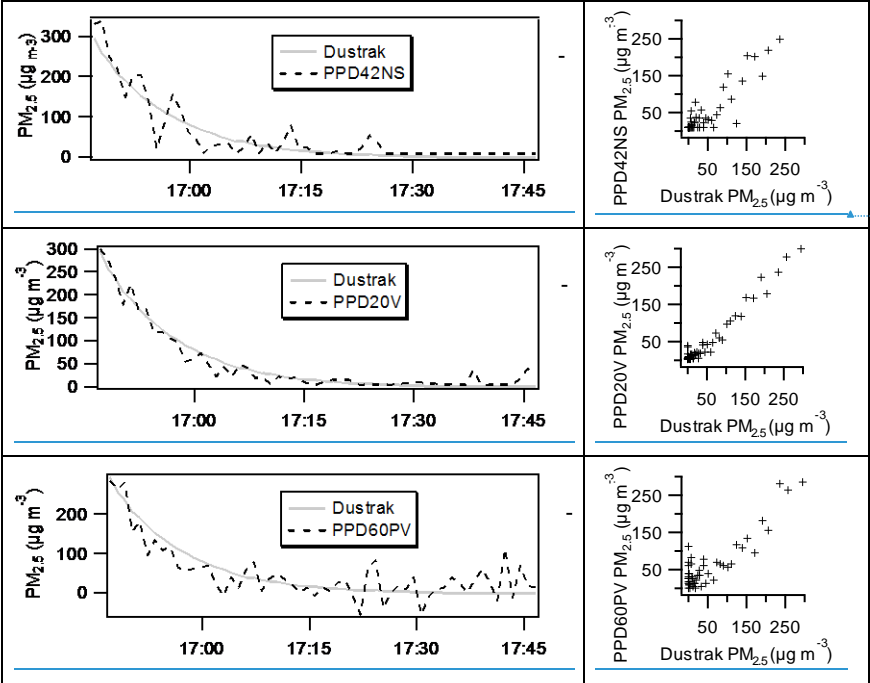 PM2.5 (µg m-3)
300
200
100
0
Dustrak
PPD42NS
17:00 17:15 17:30 17:45
-
PPD42NS PM2.5 (µg m-3)
250
150
50
50 150 250
Dustrak PM2.5 (µg m-3)
PM2.5 (µg m-3)
300
250
200
150
100
50
0
Dustrak
PPD20V
17:00 17:15 17:30 17:45
-
PPD20V PM2.5 (µg m-3)
250
150
50
50 150 250
Dustrak PM2.5 (µg m-3)
PM2.5 (µg m-3)
200
100
0
Dustrak
PPD60PV
17:00 17:15 17:30 17:45
-
PPD60PV PM2.5 (µg m-3)
250
150
50
50 150 250
Dustrak PM2.5 (µg m-3)